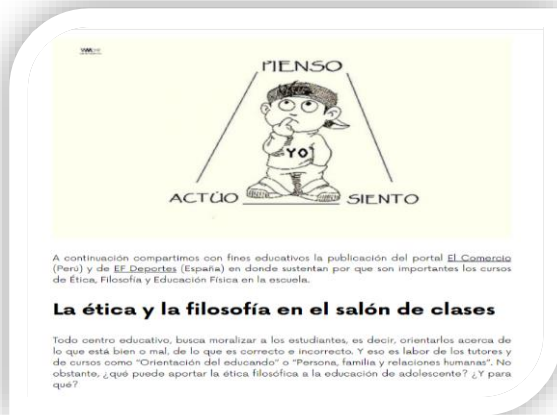 PIENSO
YO
ACTÚO
SIENTO
A continuación compartimos con fines educativos la publicación del portal El Comercio
(Perú) y de EF Deportes (España) en donde sustentan por que son importantes los cursos
de Ética, Filosofía y Educación Física en la escuela.
La ética y la filosofía en el salón de clases
Todo centro educativo, busca moralizar a los estudiantes, es decir, orientarlos acerca de
lo que está bien o mal, de lo que es correcto e incorrecto. Y eso es labor de los tutores y
de cursos como "Orientación del educando" o "Persona, familia y relaciones humanas". No
obstante, ¿qué puede aportar la ética filosófica a la educación de adolescente? ¿Y para
qué?